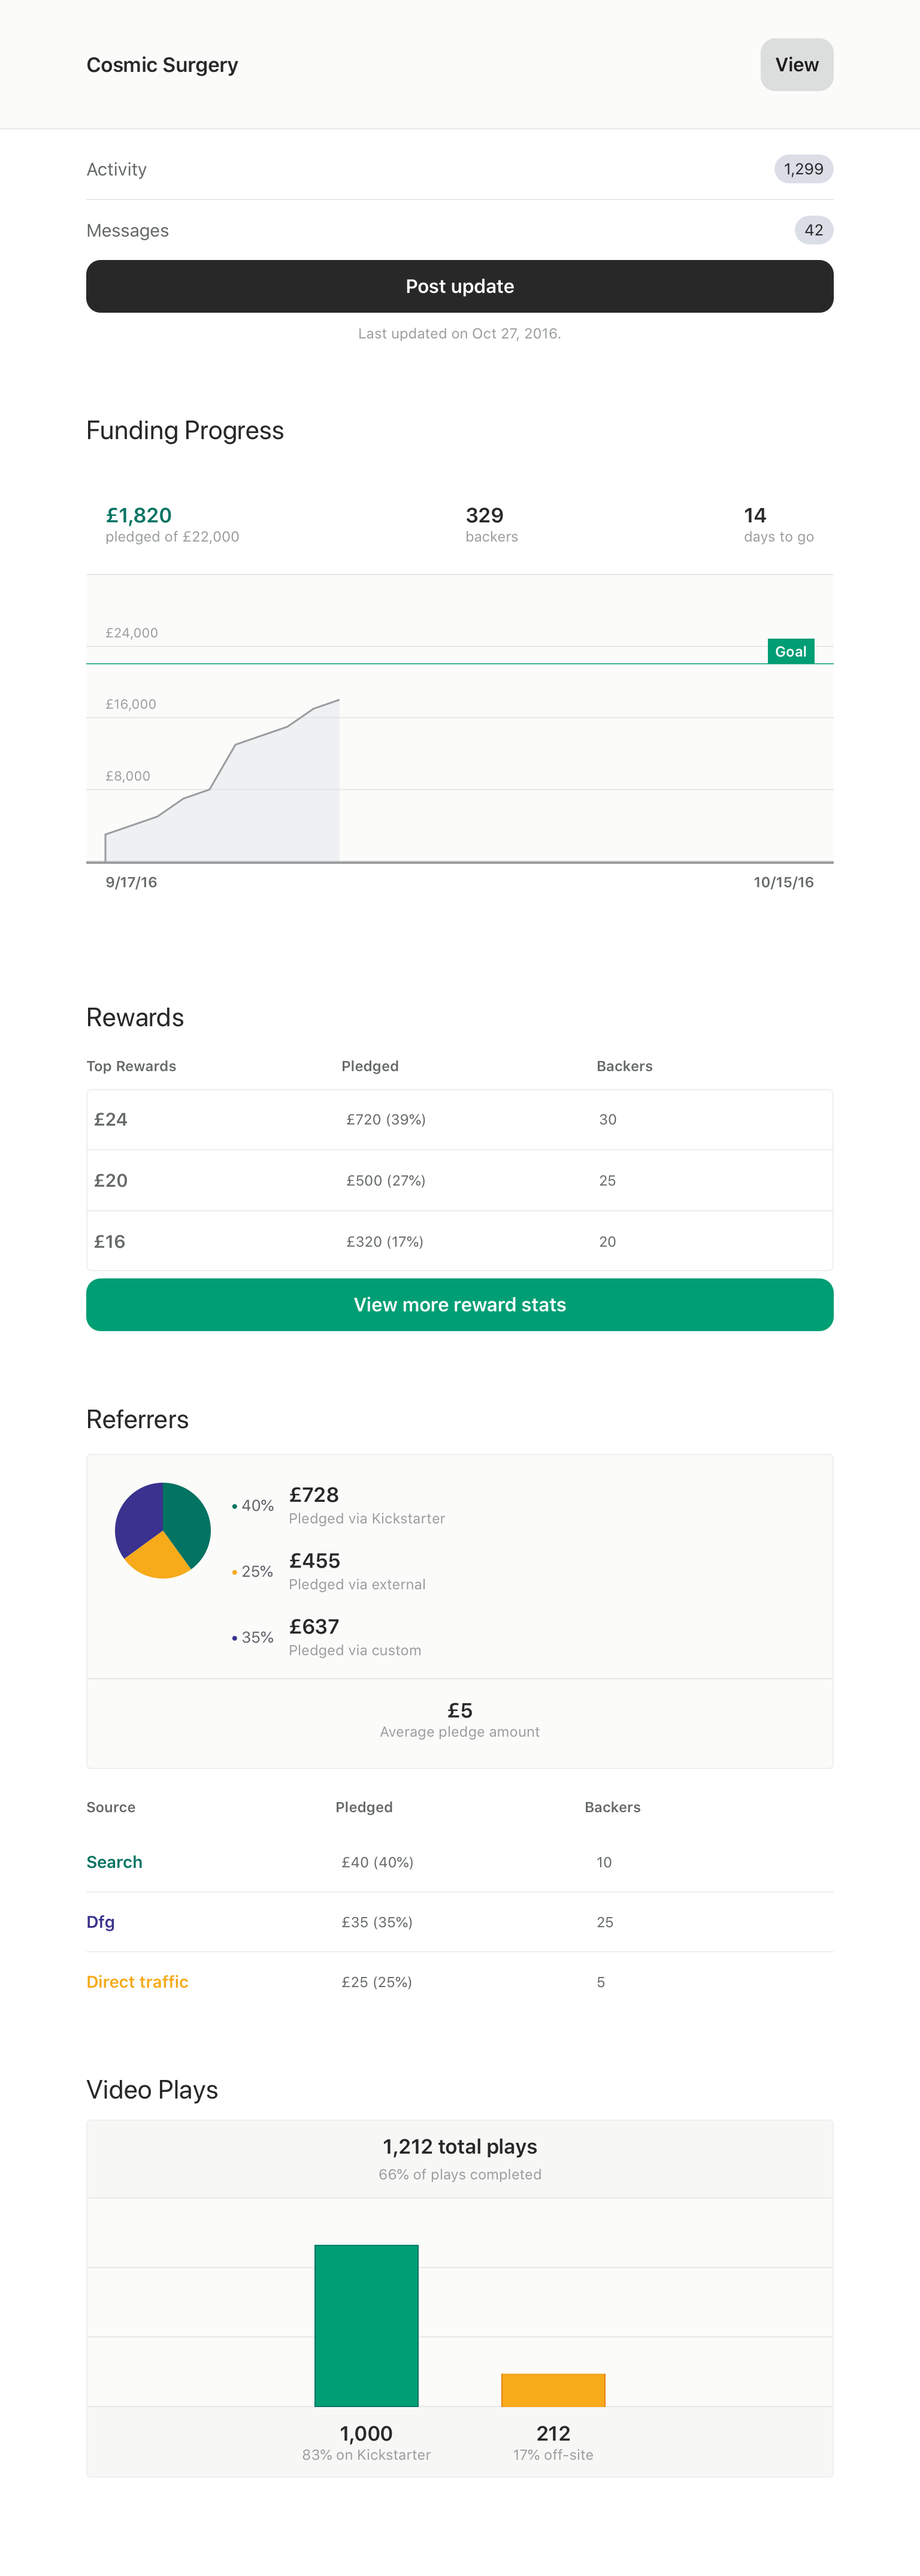 Cosmic Surgery
View
Activity
1,299
Messages
42
Post update
Last updated on Oct 27, 2016.
Funding Progress
£1,820
pledged of £22,000
329
backers
14
days to go
£24,000
Goal
£16,000
£8,000
9/17/16
10/15/16
Rewards
Top Rewards Pledged Backers
£24 £720 (39%) 30
£20 £500 (27%) 25
£16 £320 (17%) 20
View more reward stats
Referrers
40%
£728
Pledged via Kickstarter
25%
£455
Pledged via external
35%
£637
Pledged via custom
£5
Average pledge amount
Source Pledged Backers
Search £40 (40%) 10
Dfg £35 (35%) 25
Direct traffic £25 (25%) 5
Video Plays
1,212 total plays
66% of plays completed
1,000
83% on Kickstarter
212
17% off-site